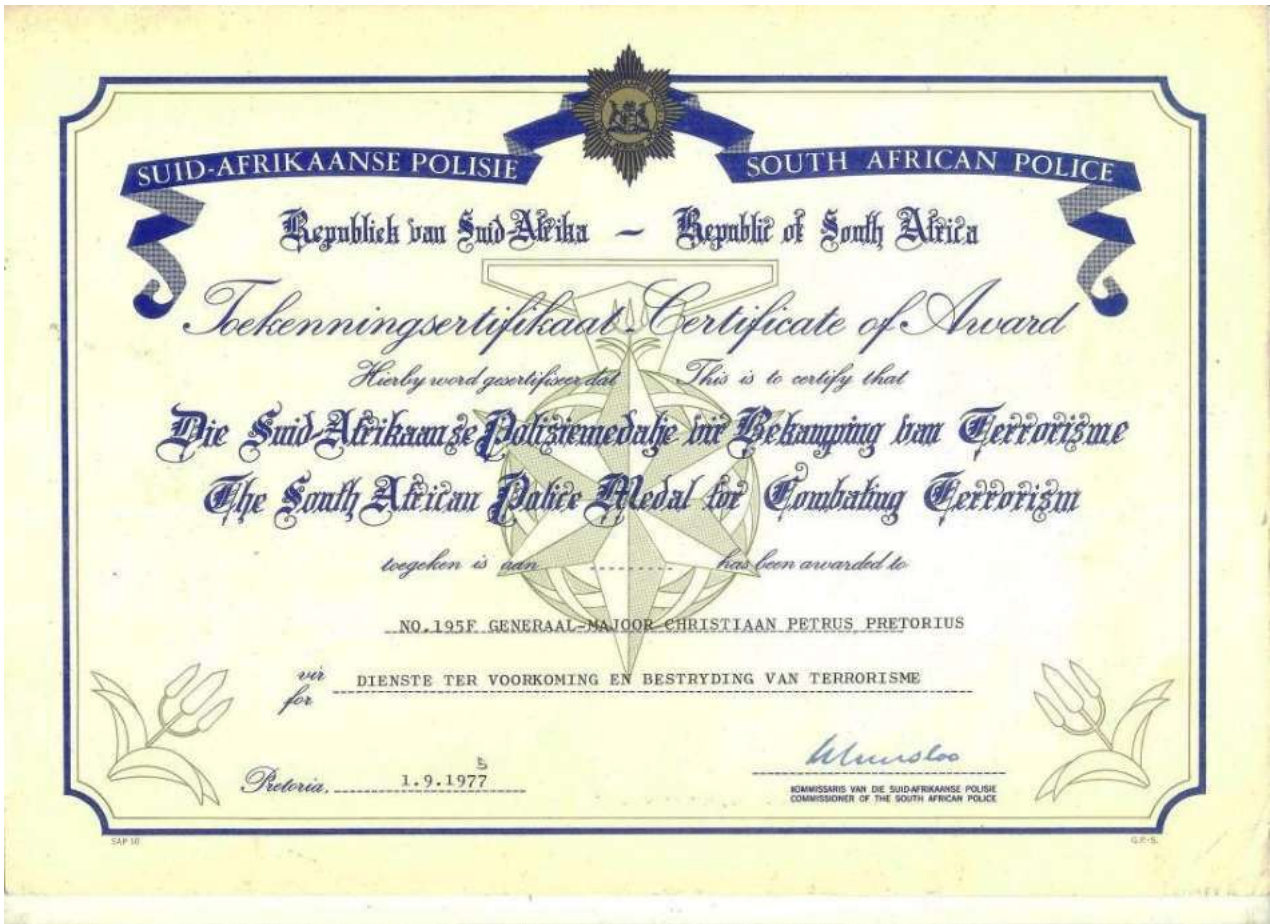 SUID-AFRIKAANSE POLISIE SOUTH AFRICAN POLICE
Republiek van Suid-Afrika – Republic of South Africa
Toekenningsertifikaat - Certificate of Award
Hierby word gesertifiseer dat This is to certify that
Die Suid-Afrikaanse Polisiemedalje vir Bekamping van Terrorisme
The South African Police Medal for Combating Terrorism
toegeken is aan -------- has been awarded to
NO.195F GENERAAL-MAJOOR CHRISTIAAN PETRUS PRETORIUS
vir DIENSTE TER VOORKOMING EN BESTRYDING VAN TERRORISME
for
5
Pretoria, 1.9.1977
KOMMISSARIS VAN DIE SUID-AFRIKAANSE POLISIE
COMMISSIONER OF THE SOUTH AFRICAN POLICE
SAP 10 G.P.-S.